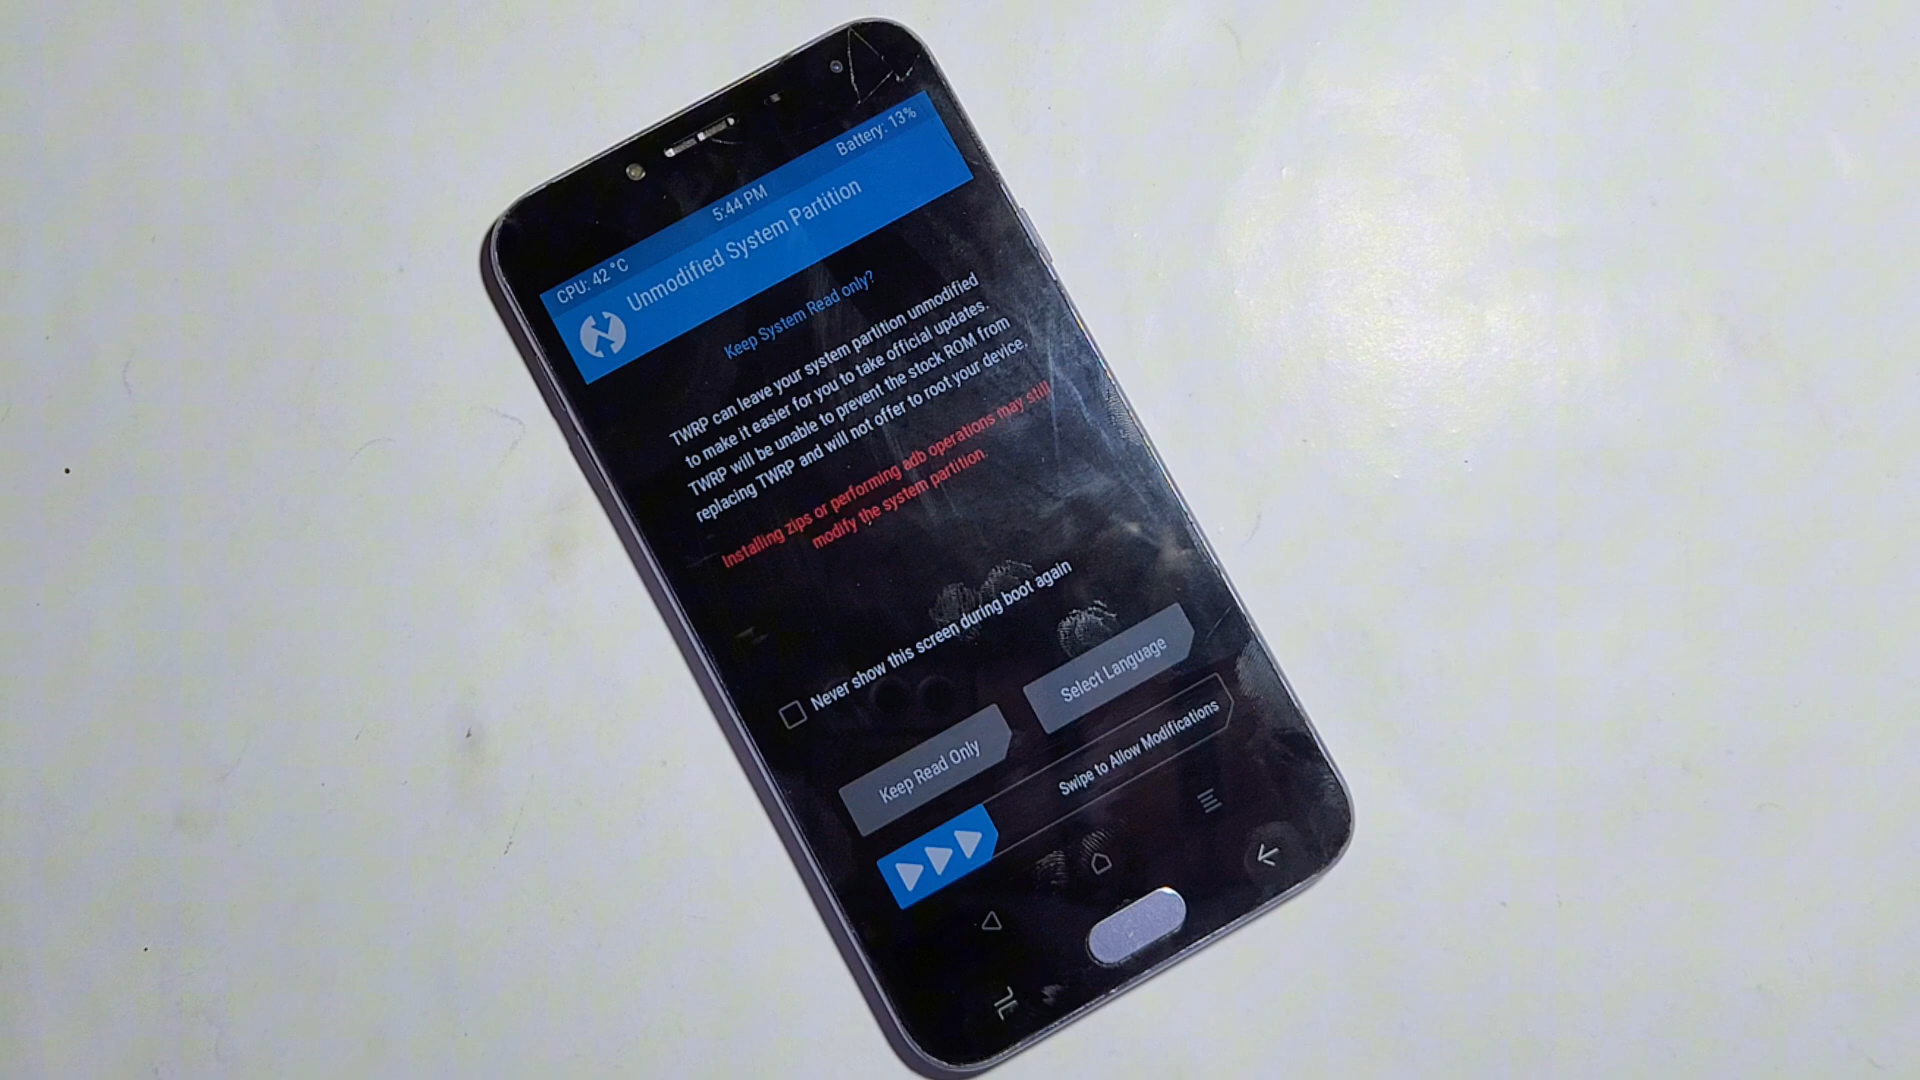 CPU: 42 °C 5:44 PM Battery: 13%
Unmodified System Partition
Keep System Read only?
TWRP can leave your system partition unmodified
to make it easier for you to take official updates.
TWRP will be unable to prevent the stock ROM from
replacing TWRP and will not offer to root your device.
Installing zips or performing adb operations may still
modify the system partition.
Never show this screen during boot again
Keep Read Only
Select Language
Swipe to Allow Modifications